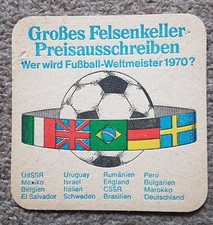 Großes Felsenkeller-
Preisausschreiben
Wer wird Fußball-Weltmeister 1970?
UdSSR Uruguay Rumänien Peru
Mexiko Israel England Bulgarien
Belgien Italien CSSR Marokko
El Salvador Schweden Brasilien Deutschland